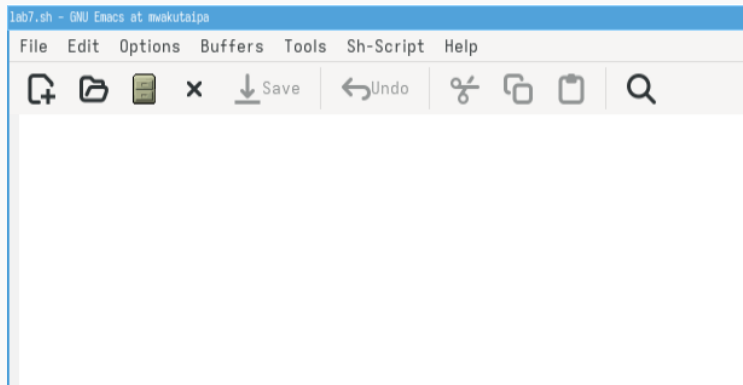 lab7.sh - GNU Emacs at mwakutaipa
File Edit Options Buffers Tools Sh-Script Help
Save Undo